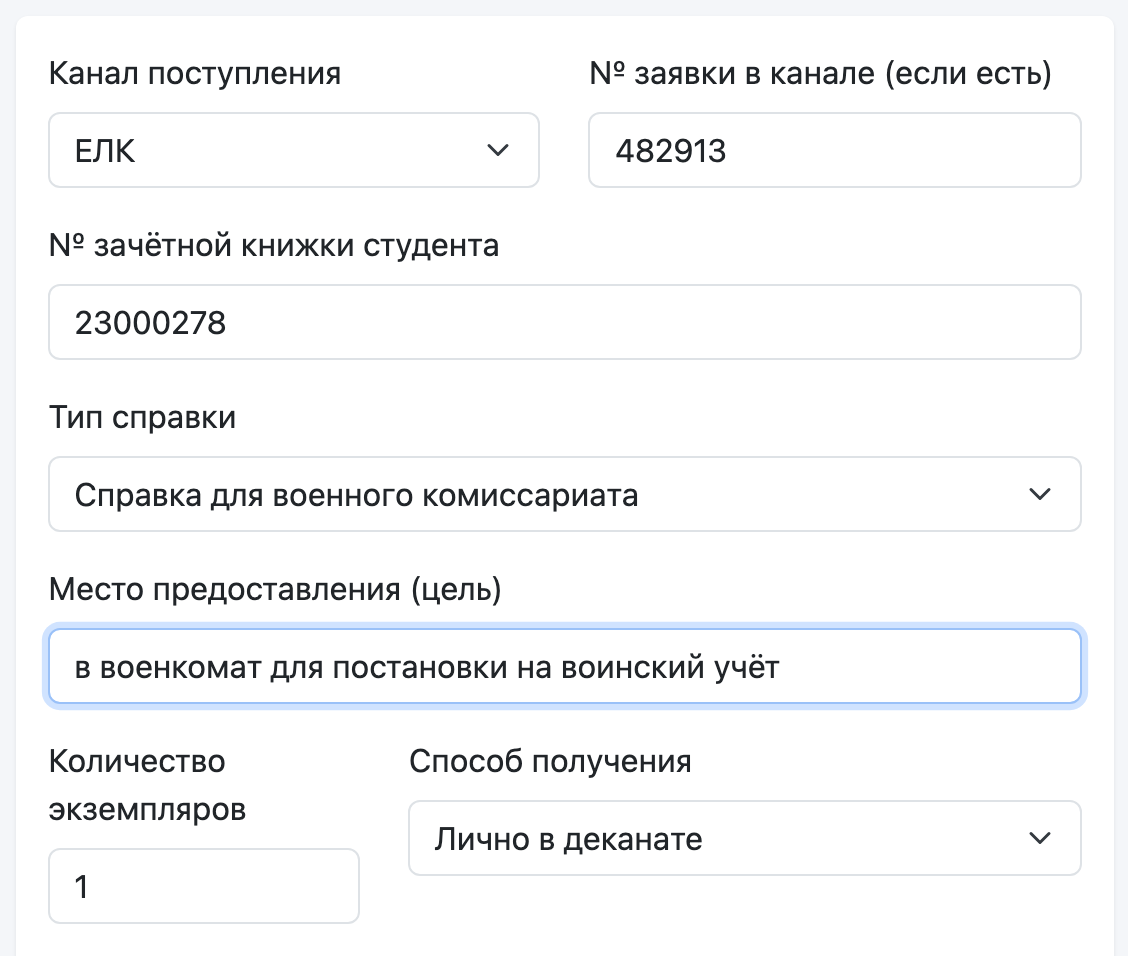 Канал поступления
№ заявки в канале (если есть)
ЕЛК
482913
№ зачётной книжки студента
23000278
Тип справки
Справка для военного комиссариата
Место предоставления (цель)
в военкомат для постановки на воинский учёт
Количество
экземпляров
1
Способ получения
Лично в деканате